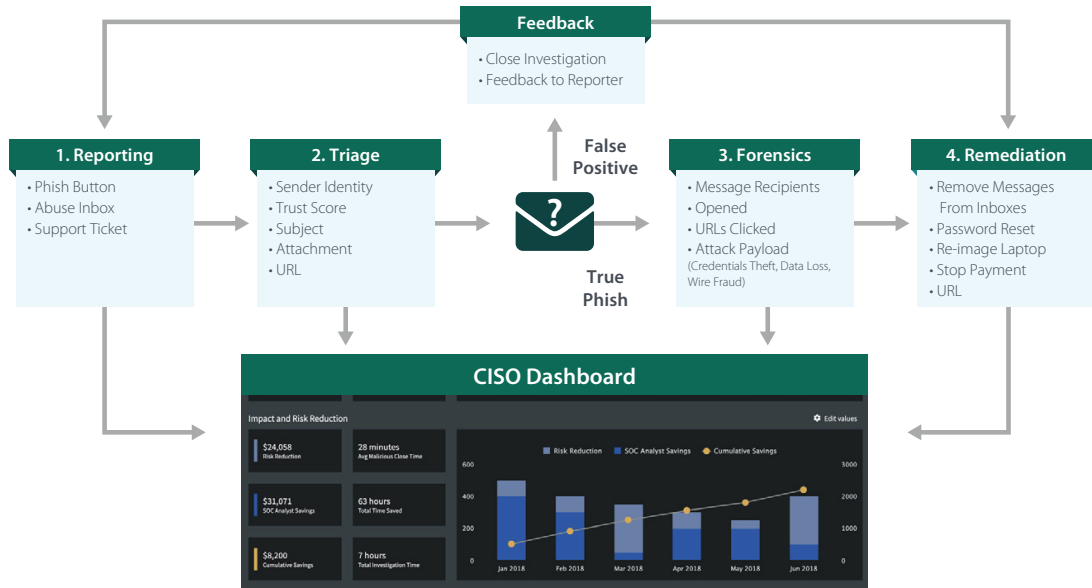 Feedback
• Close Investigation
• Feedback to Reporter
1. Reporting
• Phish Button
• Abuse Inbox
• Support Ticket
2. Triage
• Sender Identity
• Trust Score
• Subject
• Attachment
• URL
?
False
Positive
True
Phish
3. Forensics
• Message Recipients
• Opened
• URLs Clicked
• Attack Payload
(Credentials Theft, Data Loss,
Wire Fraud)
4. Remediation
• Remove Messages
From Inboxes
• Password Reset
• Re-image Laptop
• Stop Payment
• URL
CISO Dashboard
Impact and Risk Reduction
Edit values
$24,058
Risk Reduction
28 minutes
Avg Malicious Close Time
$31,071
SOC Analyst Savings
63 hours
Total Time Saved
$8,200
Cumulative Savings
7 hours
Total Investigation Time
Risk Reduction SOC Analyst Savings Cumulative Savings
600 3000
400 2000
200 1000
0 0
Jan 2018 Feb 2018 Mar 2018 Apr 2018 May 2018 Jun 2018